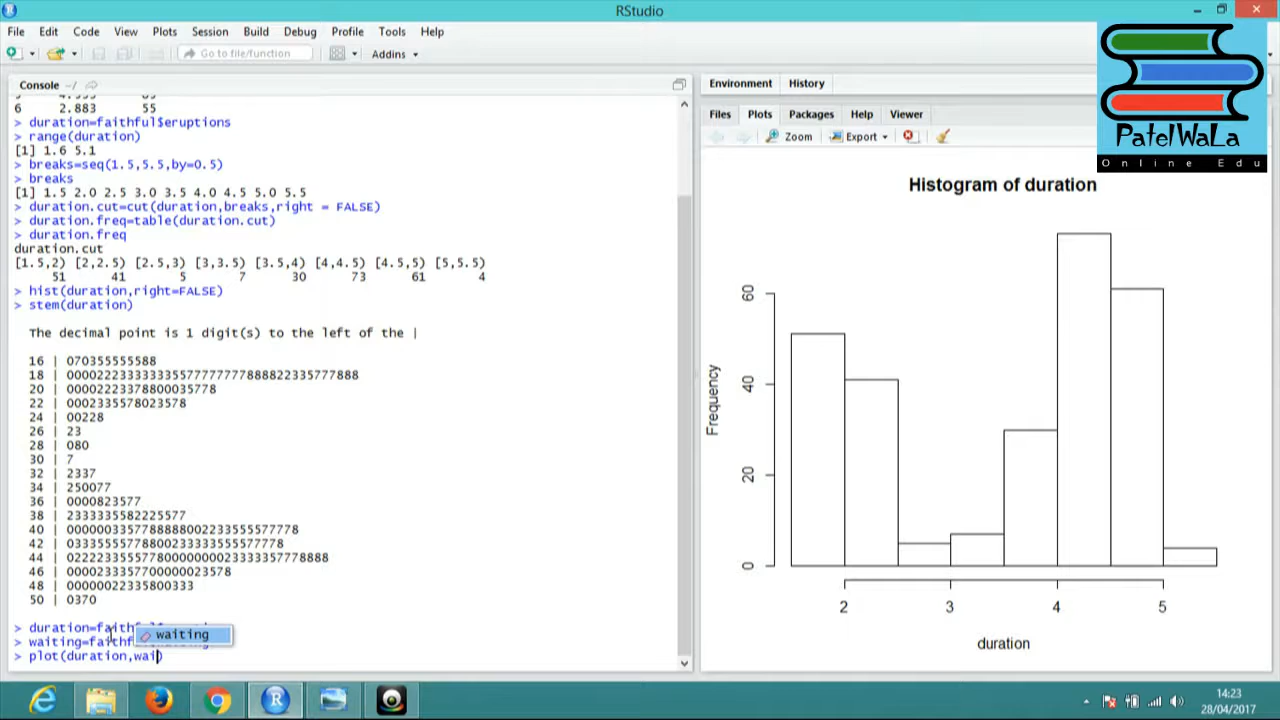 RStudio
File Edit Code View Plots Session Build Debug Profile Tools Help
Go to file/function Addins
Console ~/
6 2.883 55
> duration=faithful$eruptions
> range(duration)
[1] 1.6 5.1
> breaks=seq(1.5,5.5,by=0.5)
> breaks
[1] 1.5 2.0 2.5 3.0 3.5 4.0 4.5 5.0 5.5
> duration.cut=cut(duration,breaks,right = FALSE)
> duration.freq=table(duration.cut)
> duration.freq
duration.cut
[1.5,2) [2,2.5) [2.5,3) [3,3.5) [3.5,4) [4,4.5) [4.5,5) [5,5.5)
51 41 5 7 30 73 61 4
> hist(duration,right=FALSE)
> stem(duration)
The decimal point is 1 digit(s) to the left of the |
16 | 070355555588
18 | 000022233333335577777777888822335777888
20 | 00002223378800035778
22 | 0002335578023578
24 | 00228
26 | 23
28 | 080
30 | 7
32 | 2337
34 | 250077
36 | 0000823577
38 | 2333335582225577
40 | 0000003357788888002233555577778
42 | 03335555778800233333555577778
44 | 02222335557780000000023333357778888
46 | 0000233357700000023578
48 | 00000022335800333
50 | 0370
> duration=faithful$
> waiting=faithf
waiting
> plot(duration,wai)
Environment History
Files Plots Packages Help Viewer
Zoom Export
Histogram of duration
Frequency
60
40
20
0
2 3 4 5
duration
PatelWaLa
Online Edu
14:23
28/04/2017